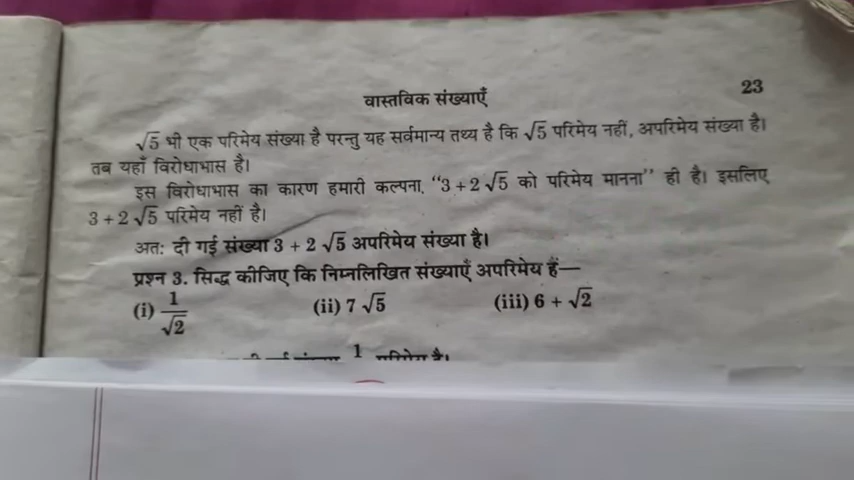 वास्तविक संख्याएँ 23
√5 भी एक परिमेय संख्या है परन्तु यह सर्वमान्य तथ्य है कि √5 परिमेय नहीं, अपरिमेय संख्या है।
तब यहाँ विरोधाभास है।
इस विरोधाभास का कारण हमारी कल्पना, “3 + 2 √5 को परिमेय मानना” ही है। इसलिए
3 + 2 √5 परिमेय नहीं है।
अतः दी गई संख्या 3 + 2 √5 अपरिमेय संख्या है।
प्रश्न 3. सिद्ध कीजिए कि निम्नलिखित संख्याएँ अपरिमेय हैं—
(i) 1/√2 (ii) 7 √5 (iii) 6 + √2
1 परिमेय है।